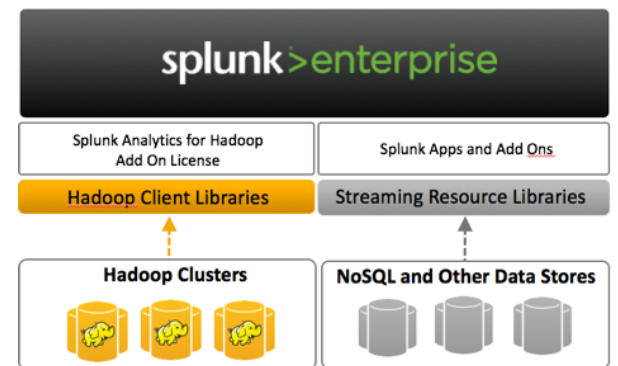 splunk>enterprise
Splunk Analytics for Hadoop
Add On License
Splunk Apps and Add Ons
Hadoop Client Libraries
Streaming Resource Libraries
Hadoop Clusters
NoSQL and Other Data Stores